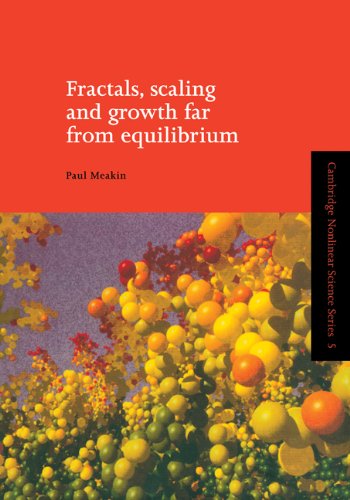 Fractals, scaling
and growth far
from equilibrium
Paul Meakin
Cambridge Nonlinear Science Series 5